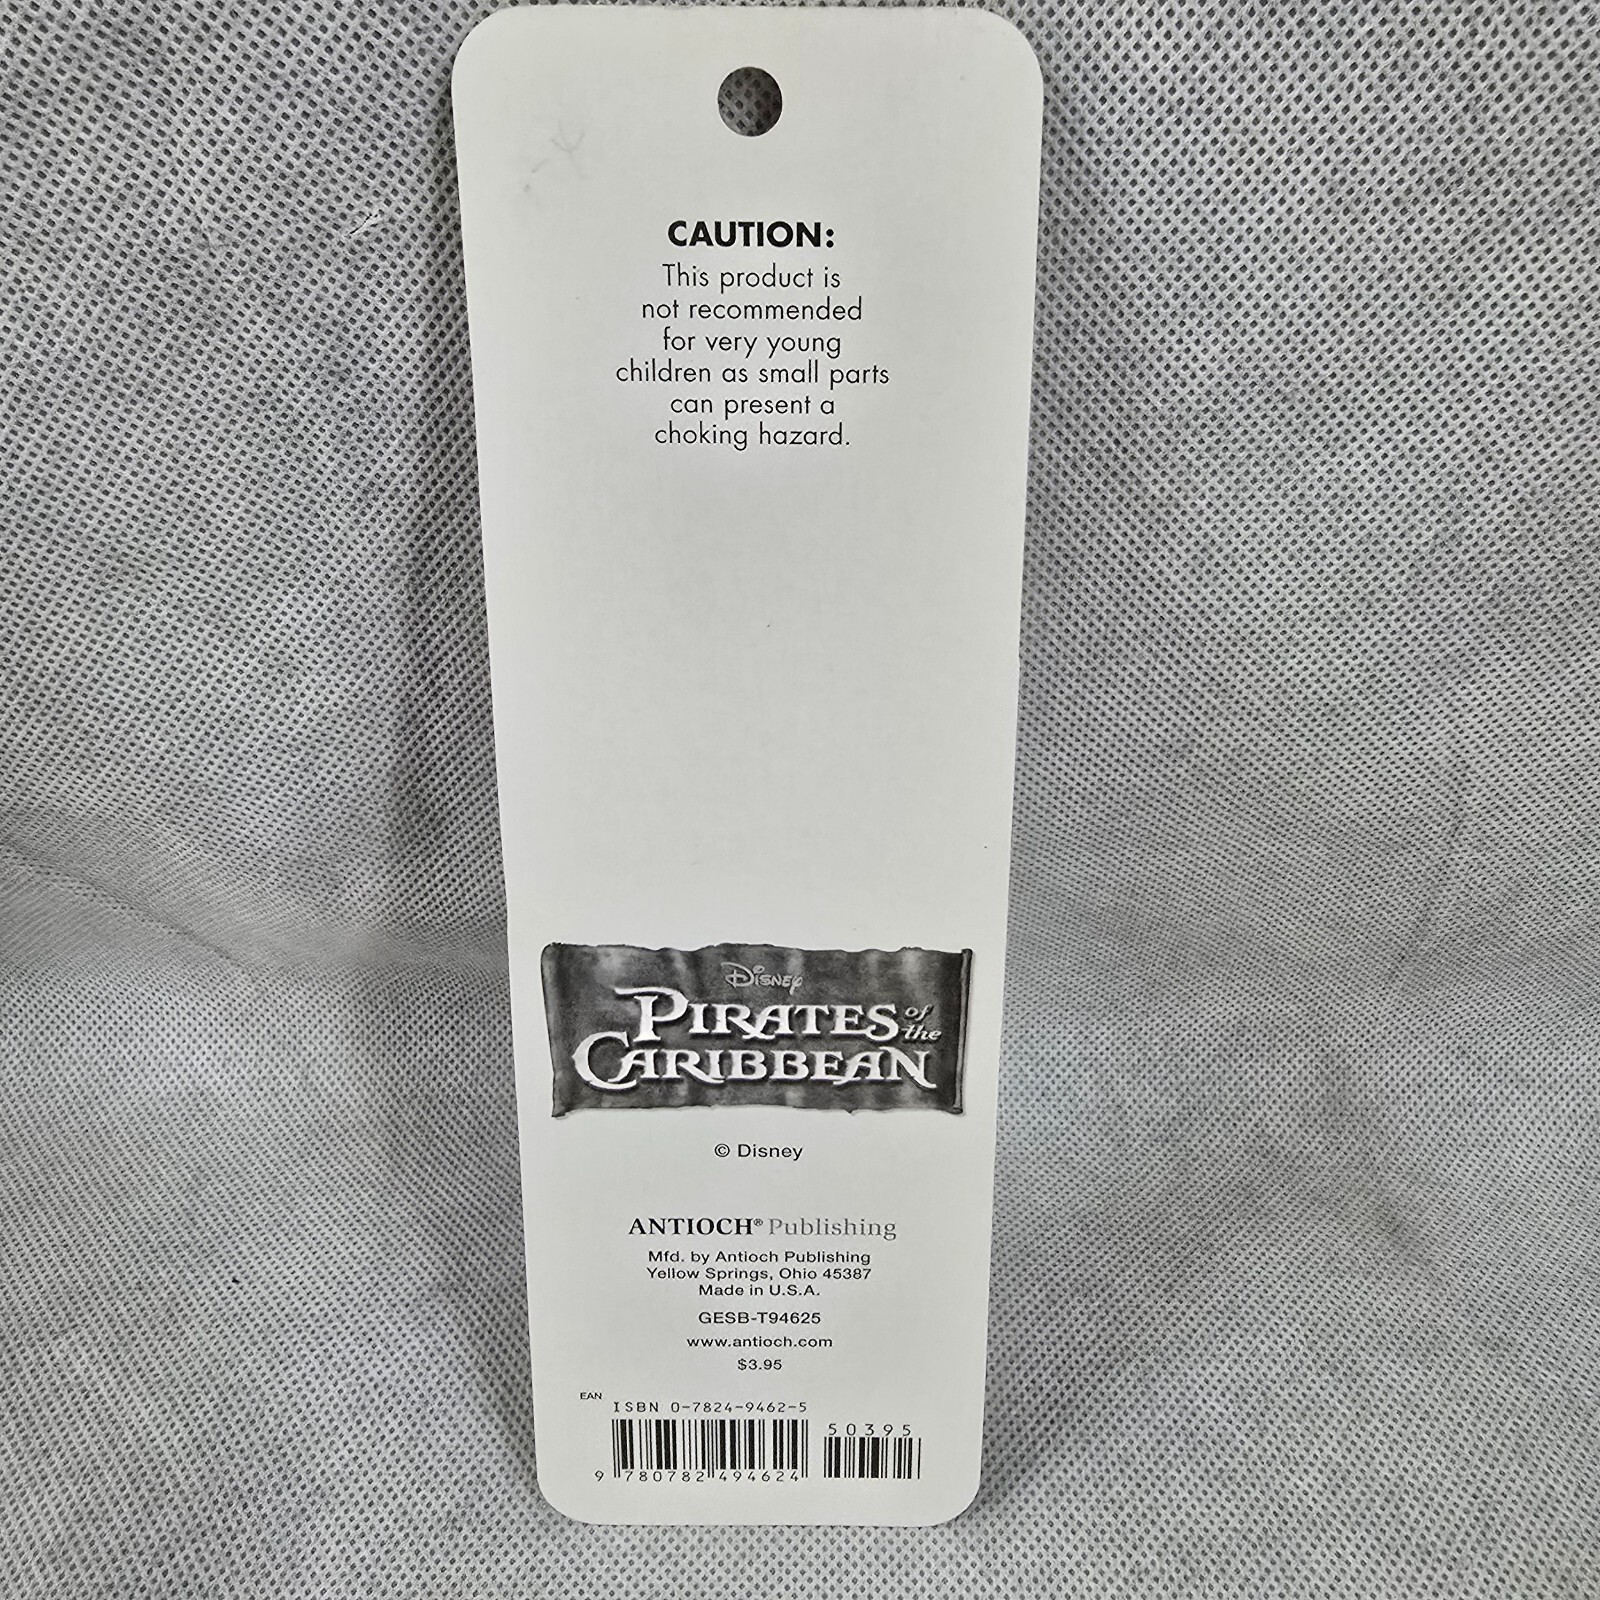 CAUTION:
This product is
not recommended
for very young
children as small parts
can present a
choking hazard.
Disney
PIRATES of the
CARIBBEAN
© Disney
ANTIOCH® Publishing
Mfd. by Antioch Publishing
Yellow Springs, Ohio 45387
Made in U.S.A.
GESB-T94625
www.antioch.com
$3.95
EAN
ISBN 0-7824-9462-5
50395
9 780782 494624